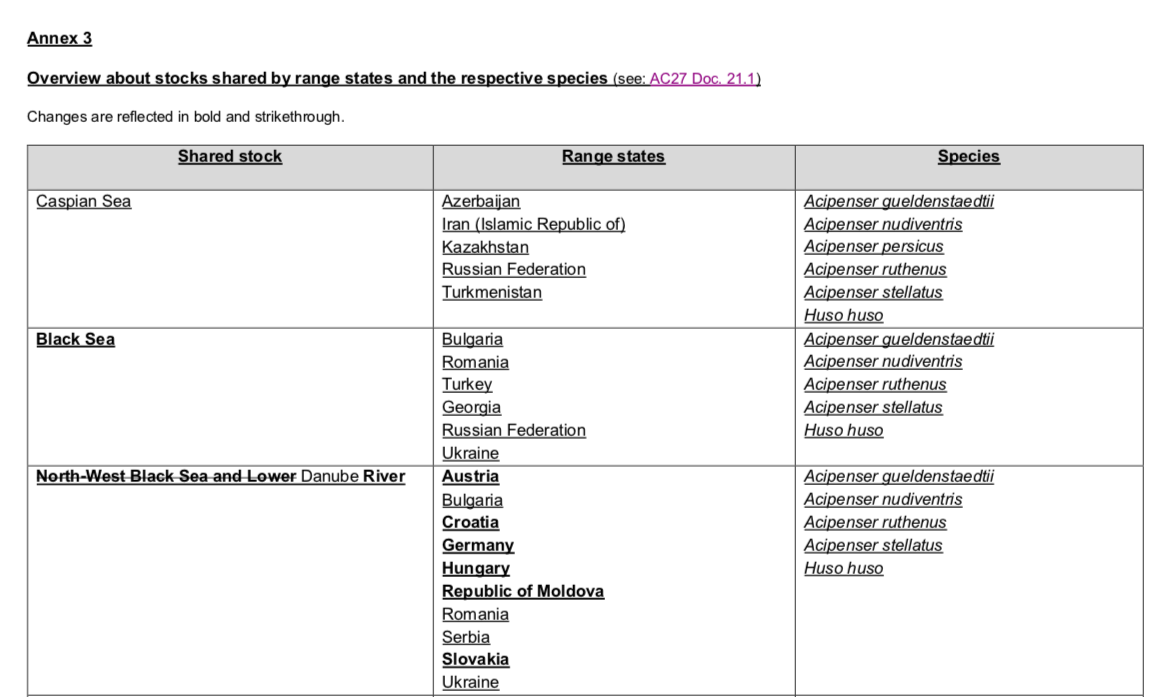 Annex 3
Overview about stocks shared by range states and the respective species (see: AC27 Doc. 21.1)
Changes are reflected in bold and strikethrough.
Shared stock Range states Species
Caspian Sea Azerbaijan Acipenser gueldenstaedtii
Iran (Islamic Republic of) Acipenser nudiventris
Kazakhstan Acipenser persicus
Russian Federation Acipenser ruthenus
Turkmenistan Acipenser stellatus
Huso huso
Black Sea Bulgaria Acipenser gueldenstaedtii
Romania Acipenser nudiventris
Turkey Acipenser ruthenus
Georgia Acipenser stellatus
Russian Federation Huso huso
Ukraine
North-West Black Sea and Lower Danube River Austria Acipenser gueldenstaedtii
Bulgaria Acipenser nudiventris
Croatia Acipenser ruthenus
Germany Acipenser stellatus
Hungary Huso huso
Republic of Moldova
Romania
Serbia
Slovakia
Ukraine